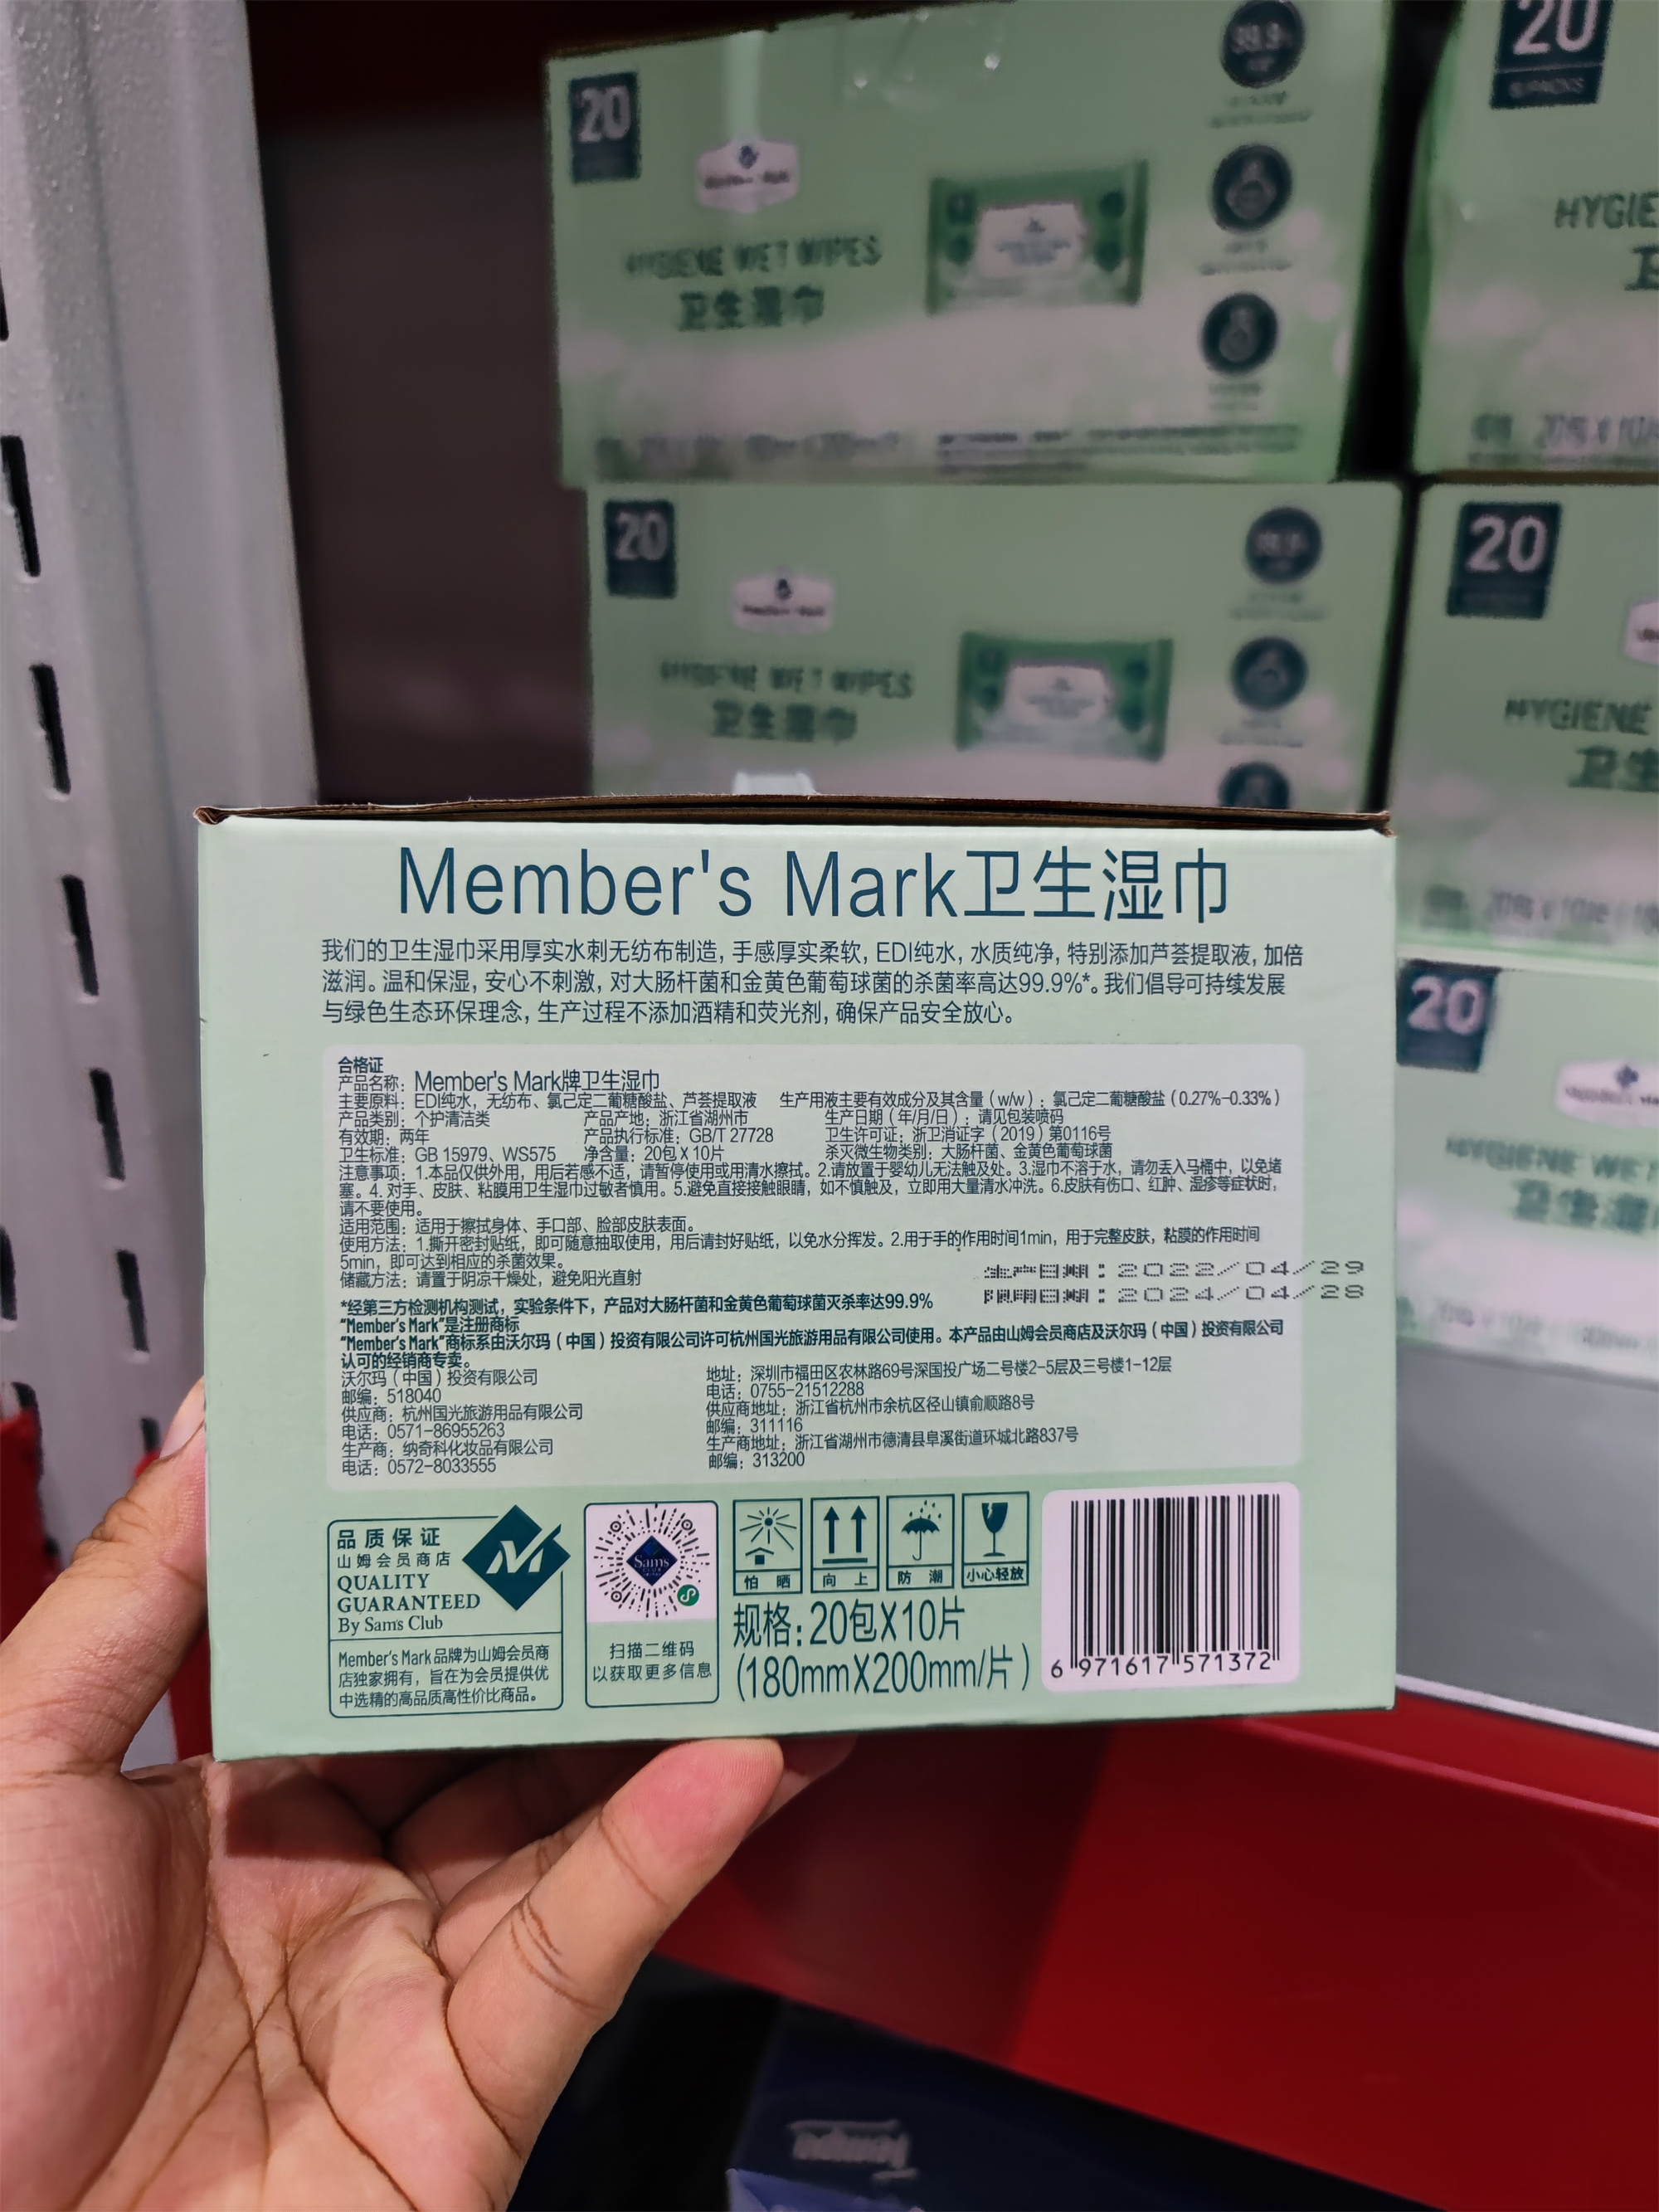 20
HYGIENE WET WIPES
卫生湿巾
20
HYGIE
20
HYGIENE WET WIPES
卫生湿巾
20
HYGIENE
卫生
20
HYGIENE WET
卫生湿
Member's Mark卫生湿巾
我们的卫生湿巾采用厚实水刺无纺布制造, 手感厚实柔软, EDI纯水, 水质纯净, 特别添加芦荟提取液, 加倍
滋润。温和保湿, 安心不刺激, 对大肠杆菌和金黄色葡萄球菌的杀菌率高达99.9%*。我们倡导可持续发展
与绿色生态环保理念, 生产过程不添加酒精和荧光剂, 确保产品安全放心。
合格证
产品名称：Member's Mark牌卫生湿巾
主要原料：EDI纯水，无纺布、氯己定二葡糖酸盐、芦荟提取液 生产用液主要有效成分及其含量（w/w）：氯己定二葡糖酸盐（0.27%-0.33%）
产品类别：个护清洁类 产品产地：浙江省湖州市 生产日期（年/月/日）：请见包装喷码
有效期：两年 产品执行标准：GB/T 27728 卫生许可证：浙卫消证字（2019）第0116号
卫生标准：GB 15979、WS575 净含量：20包X10片 杀灭微生物类别：大肠杆菌、金黄色葡萄球菌
注意事项：1.本品仅供外用，用后若感不适，请暂停使用或用清水擦拭。2.请放置于婴幼儿无法触及处。3.湿巾不溶于水，请勿丢入马桶中，以免堵
塞。4. 对手、皮肤、粘膜用卫生湿巾过敏者慎用。5.避免直接接触眼睛，如不慎触及，立即用大量清水冲洗。6.皮肤有伤口、红肿、湿疹等症状时，
请不要使用。
适用范围：适用于擦拭身体、手口部、脸部皮肤表面。
使用方法：1.撕开密封贴纸，即可随意抽取使用，用后请封好贴纸，以免水分挥发。2.用于手的作用时间1min，用于完整皮肤，粘膜的作用时间
5min，即可达到相应的杀菌效果。
储藏方法：请置于阴凉干燥处，避免阳光直射
生产日期：2022/04/29
限用日期：2024/04/28
*经第三方检测机构测试，实验条件下，产品对大肠杆菌和金黄色葡萄球菌灭杀率达99.9%
“Member's Mark”是注册商标
“Member's Mark”商标系由沃尔玛（中国）投资有限公司许可杭州国光旅游用品有限公司使用。本产品由山姆会员商店及沃尔玛（中国）投资有限公司
认可的经销商专卖。
沃尔玛（中国）投资有限公司 地址：深圳市福田区农林路69号深国投广场二号楼2-5层及三号楼1-12层
邮编：518040 电话：0755-21512288
供应商：杭州国光旅游用品有限公司 供应商地址：浙江省杭州市余杭区径山镇俞顺路8号
电话：0571-86955263 邮编：311116
生产商：纳奇科化妆品有限公司 生产商地址：浙江省湖州市德清县阜溪街道环城北路837号
电话：0572-8033555 邮编：313200
品质保证
山姆会员商店
QUALITY
GUARANTEED
By Sam's Club
Member's Mark 品牌为山姆会员商
店独家拥有，旨在为会员提供优
中选精的高品质高性价比商品。
Sam's
扫描二维码
以获取更多信息
怕晒 向上 防潮 小心轻放
规格: 20包X10片
(180mmX200mm/片)
6 971617 571372
Tempo